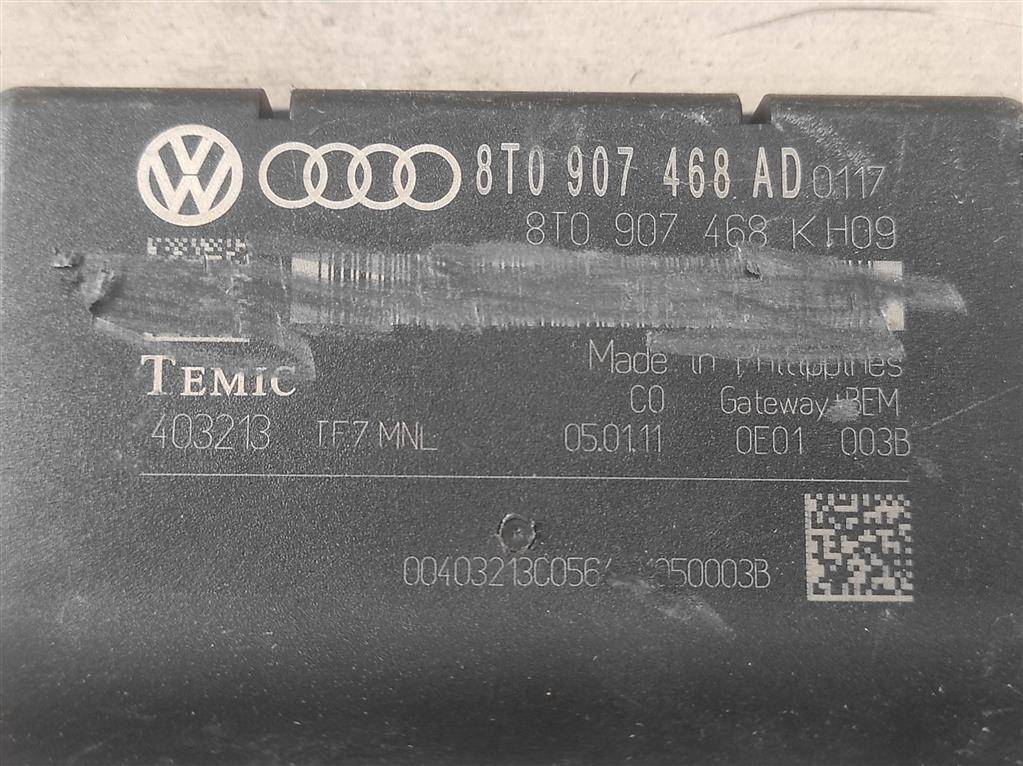 8T0 907 468 AD 0117
8T0 907 468 K H09
TEMIC Made in Philippines
C0 Gateway+BEM
403213 MNL 05.01.11 0E01 003B